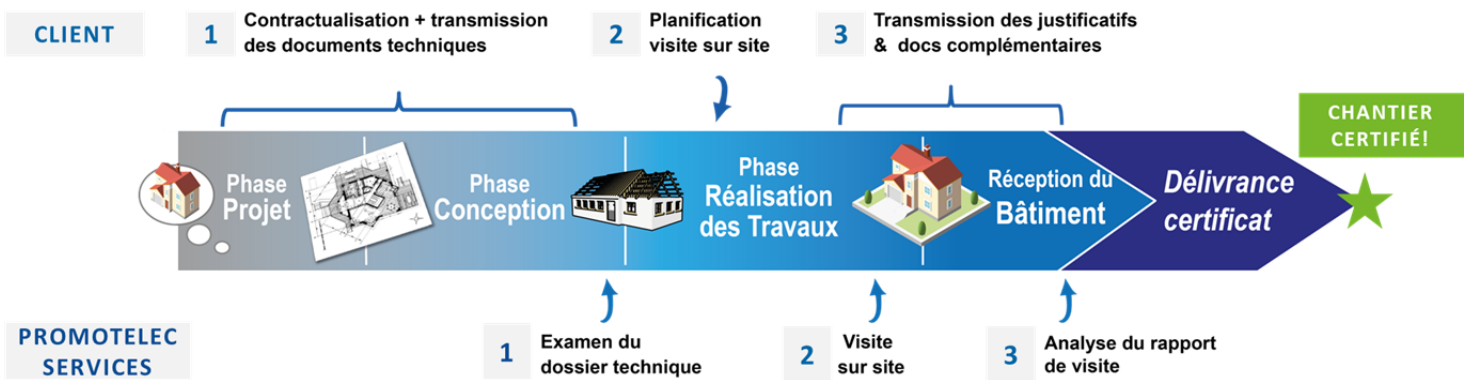 CLIENT
1
Contractualisation + transmission
des documents techniques
2
Planification
visite sur site
3
Transmission des justificatifs
& docs complémentaires
CHANTIER
CERTIFIÉ!
Phase
Projet
Phase
Conception
Phase
Réalisation
des Travaux
Réception du
Bâtiment
Délivrance
certificat
PROMOTELEC
SERVICES
1
Examen du
dossier technique
2
Visite
sur site
3
Analyse du rapport
de visite